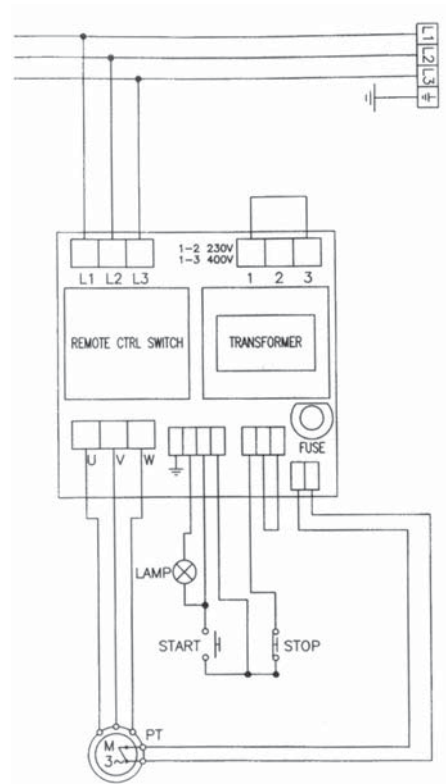 L1
L2
L3
1-2 230V
1-3 400V
L1 L2 L3
1 2 3
REMOTE CTRL SWITCH
TRANSFORMER
FUSE
U V W
LAMP
START
STOP
PT
M
3~